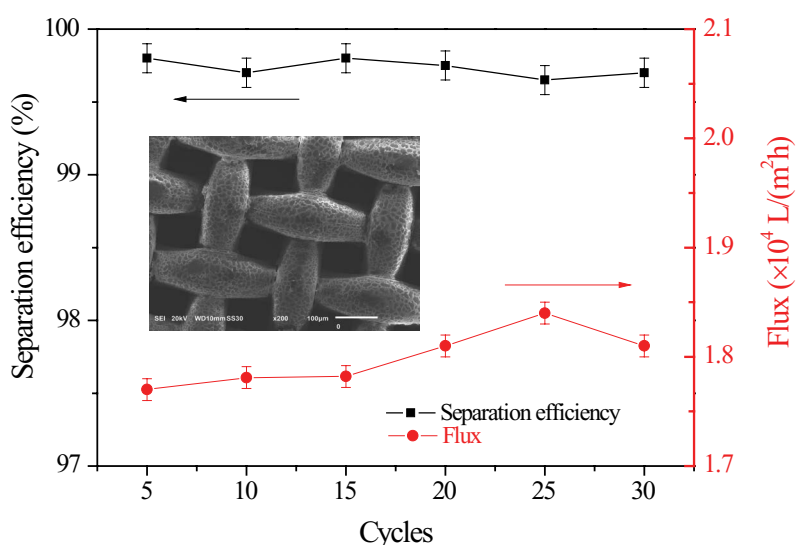 100
99
98
97
Separation efficiency (%)
2.1
2.0
1.9
1.8
1.7
Flux (×10⁴ L/(m²h)
SEI 20kV WD10mm SS30 x200 100μm
0
Separation efficiency
Flux
5 10 15 20 25 30
Cycles